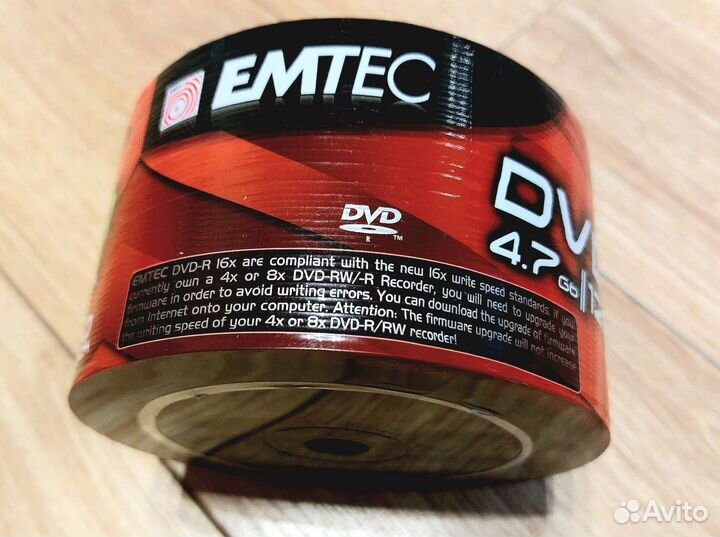 EMTEC
DVD
R ™
DV
4.7 Gb
EMTEC DVD-R 16x are compliant with the new 16x write speed standards. If you
currently own a 4x or 8x DVD-RW/-R Recorder, you will need to upgrade your
firmware in order to avoid writing errors. You can download the upgrade of firmware
from Internet onto your computer. Attention: The firmware upgrade will not increase
the writing speed of your 4x or 8x DVD-R/RW recorder!
Avito